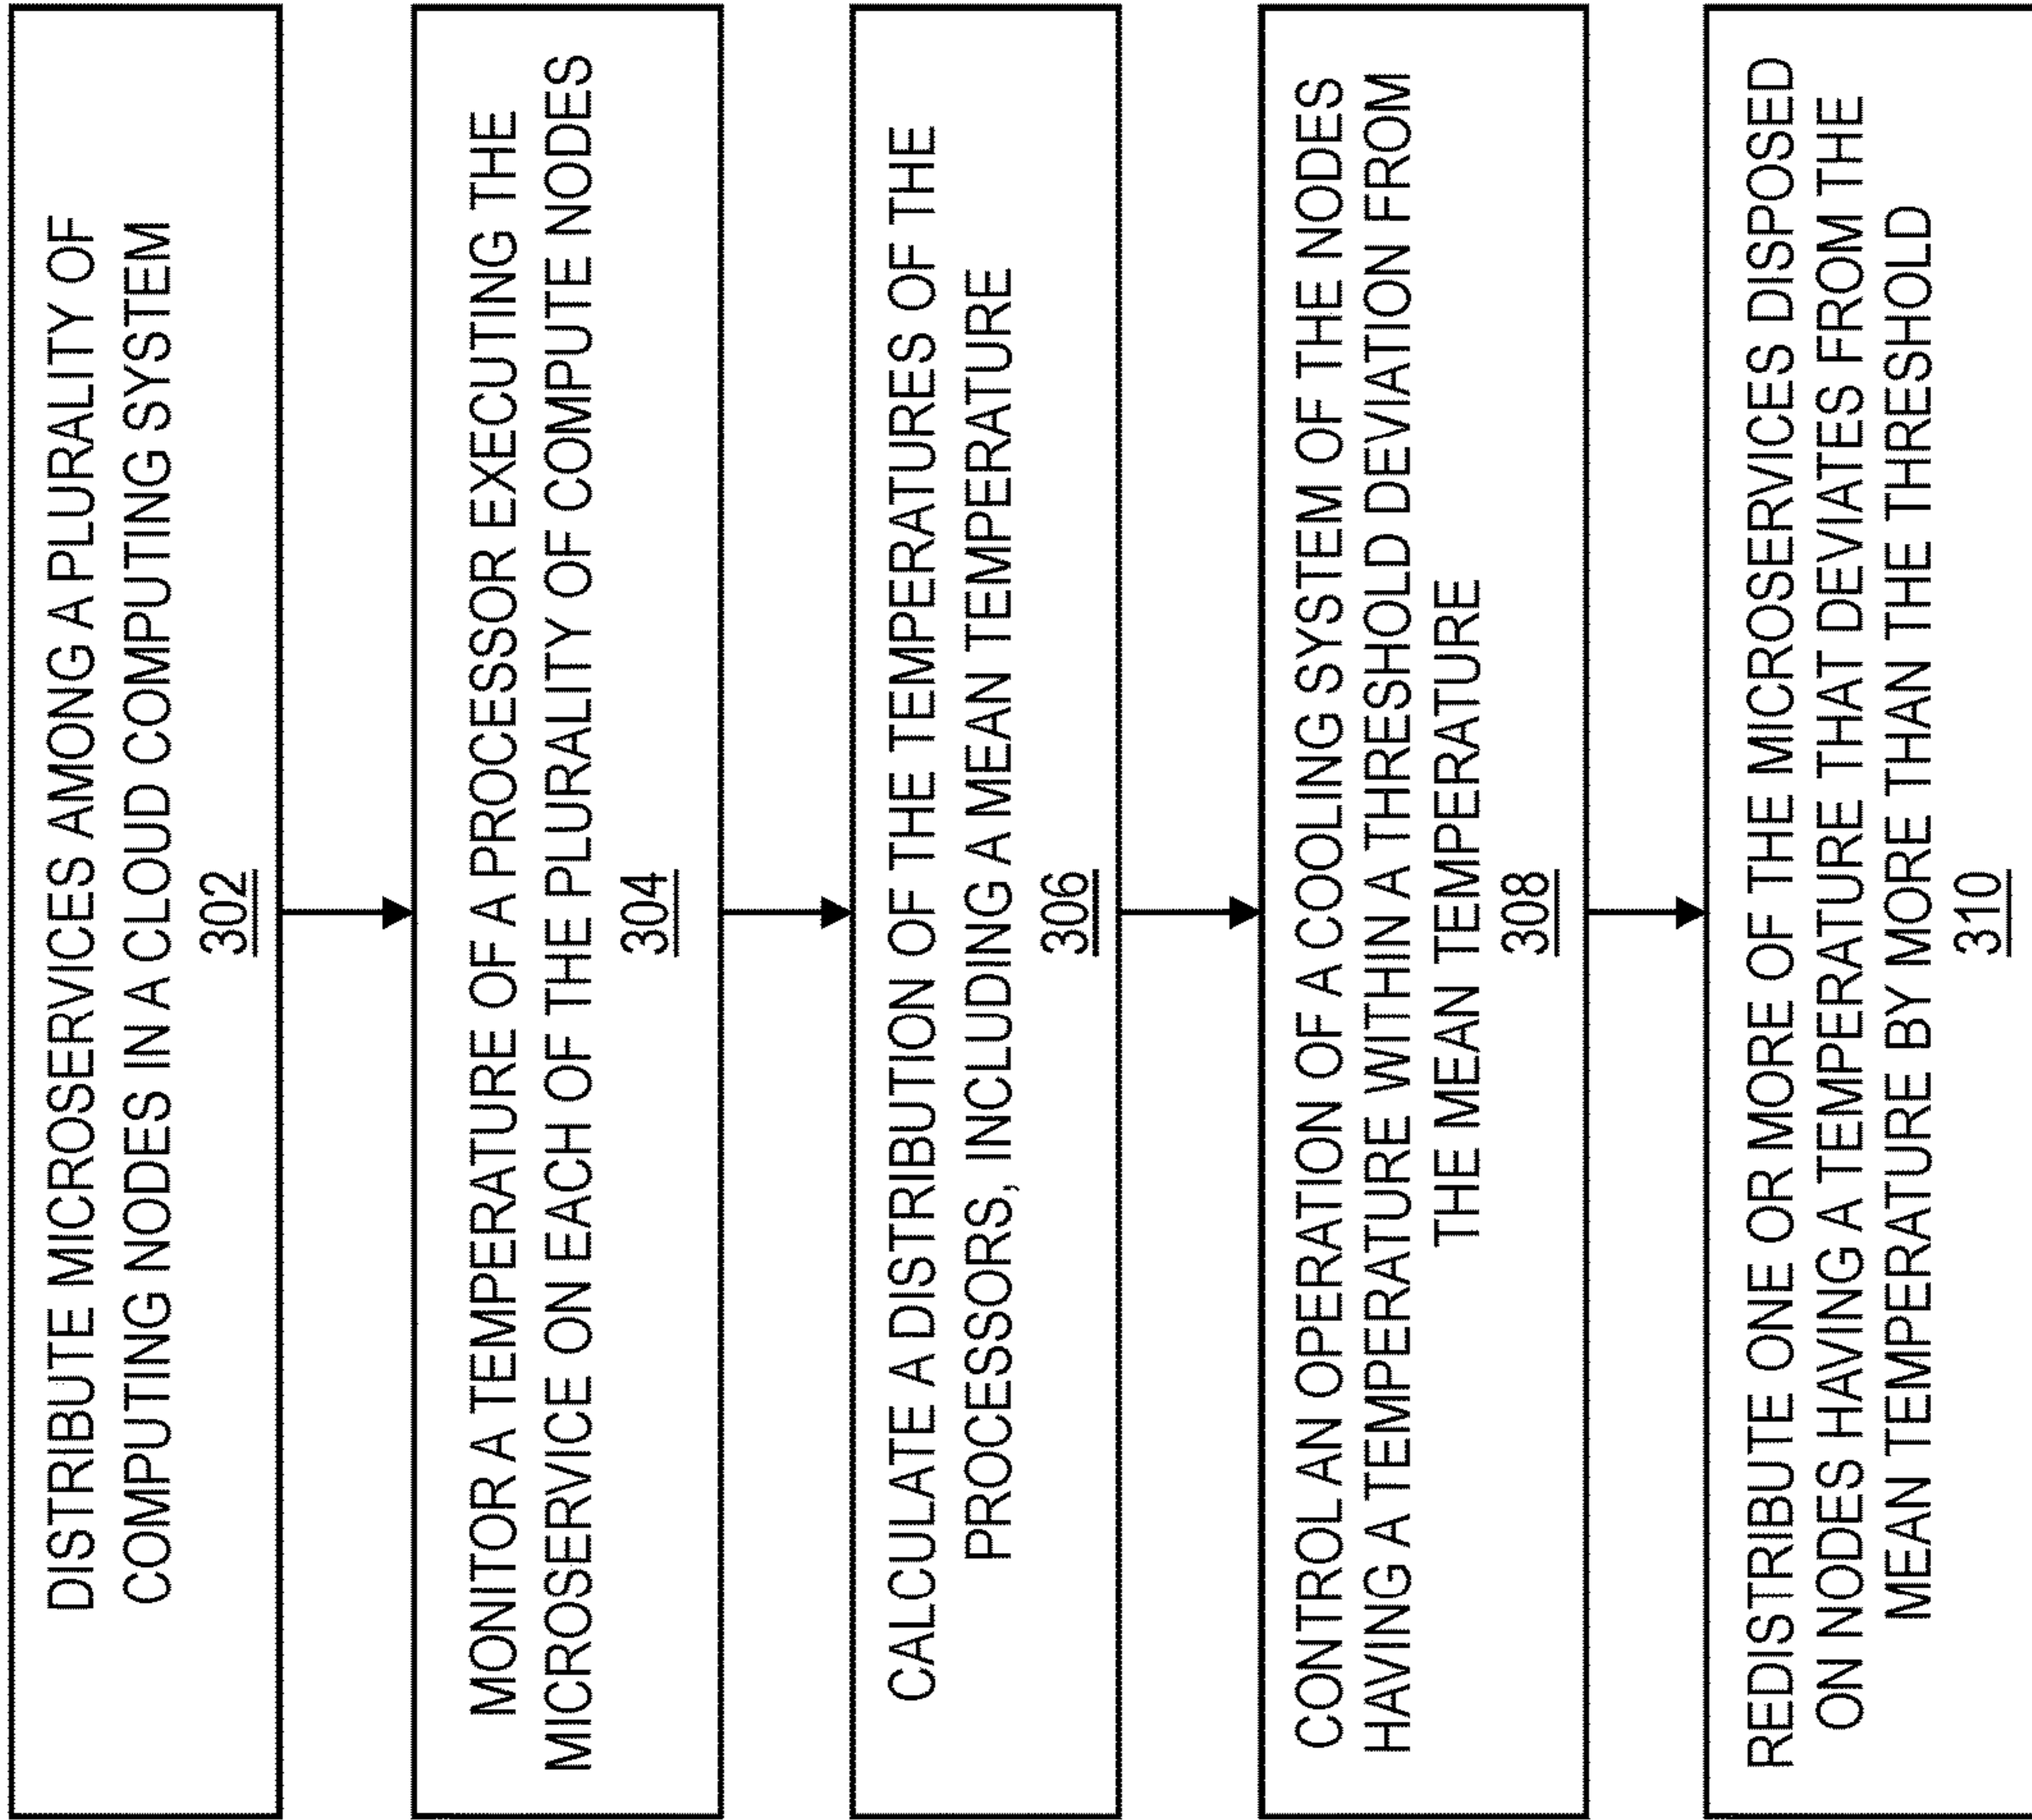 DISTRIBUTE MICROSERVICES AMONG A PLURALITY OF
COMPUTING NODES IN A CLOUD COMPUTING SYSTEM
302
MONITOR A TEMPERATURE OF A PROCESSOR EXECUTING THE
MICROSERVICE ON EACH OF THE PLURALITY OF COMPUTE NODES
304
CALCULATE A DISTRIBUTION OF THE TEMPERATURES OF THE
PROCESSORS, INCLUDING A MEAN TEMPERATURE
306
CONTROL AN OPERATION OF A COOLING SYSTEM OF THE NODES
HAVING A TEMPERATURE WITHIN A THRESHOLD DEVIATION FROM
THE MEAN TEMPERATURE
308
REDISTRIBUTE ONE OR MORE OF THE MICROSERVICES DISPOSED
ON NODES HAVING A TEMPERATURE THAT DEVIATES FROM THE
MEAN TEMPERATURE BY MORE THAN THE THRESHOLD
310